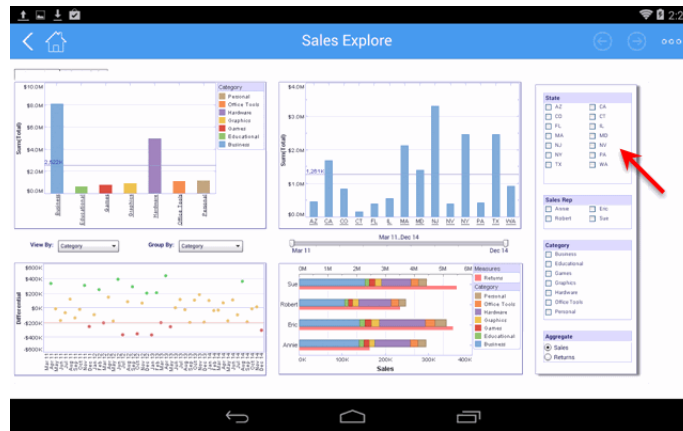 2:2
Sales Explore
$10.0M
$8.0M
$6.0M
$4.0M
$2.0M
$0.0M
Sum(Total)
Business
Educational
Games
Graphics
Hardware
Office Tools
Personal
Category
Personal
Office Tools
Hardware
Graphics
Games
Educational
Business
$4.0M
$3.0M
$2.0M
$1.0M
$0.0M
Sum(Total)
AZ CA CO CT FL IL MA MD NJ NV NY PA TX WA
View By: Category
Group By: Category
Mar 11..Dec 14
Mar 11
Dec 14
$600K
$400K
$200K
$0K
-$200K
-$400K
-$600K
Differential
0M 1M 2M 3M 4M 5M 6M
Sue
Robert
Eric
Annie
0K 100K 200K 300K 400K
Sales
Measures
Returns
Category
Personal
Office Tools
Hardware
Graphics
Games
Educational
Business
State
AZ CA
CO CT
FL IL
MA MD
NJ NV
NY PA
TX WA
Sales Rep
Annie Eric
Robert Sue
Category
Business
Educational
Games
Graphics
Hardware
Office Tools
Personal
Aggregate
Sales
Returns